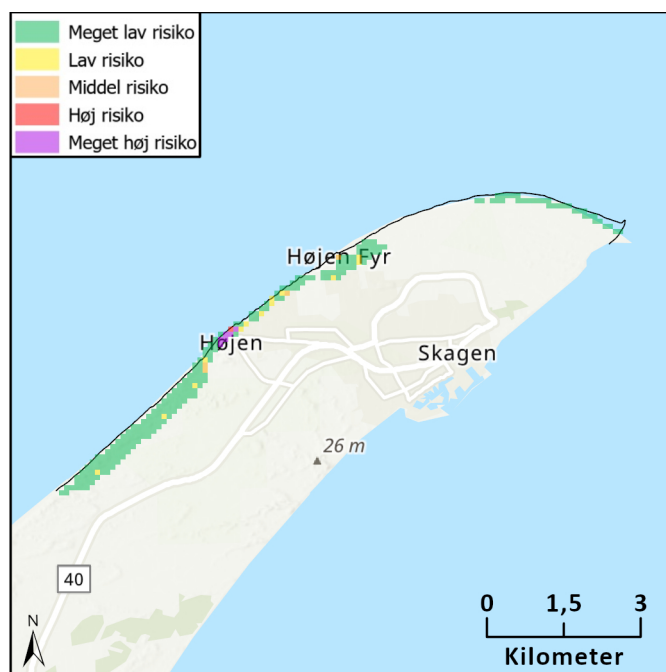 Meget lav risiko
Lav risiko
Middel risiko
Høj risiko
Meget høj risiko
Højen Fyr
Højen
Skagen
26 m
40
N
0 1,5 3
Kilometer